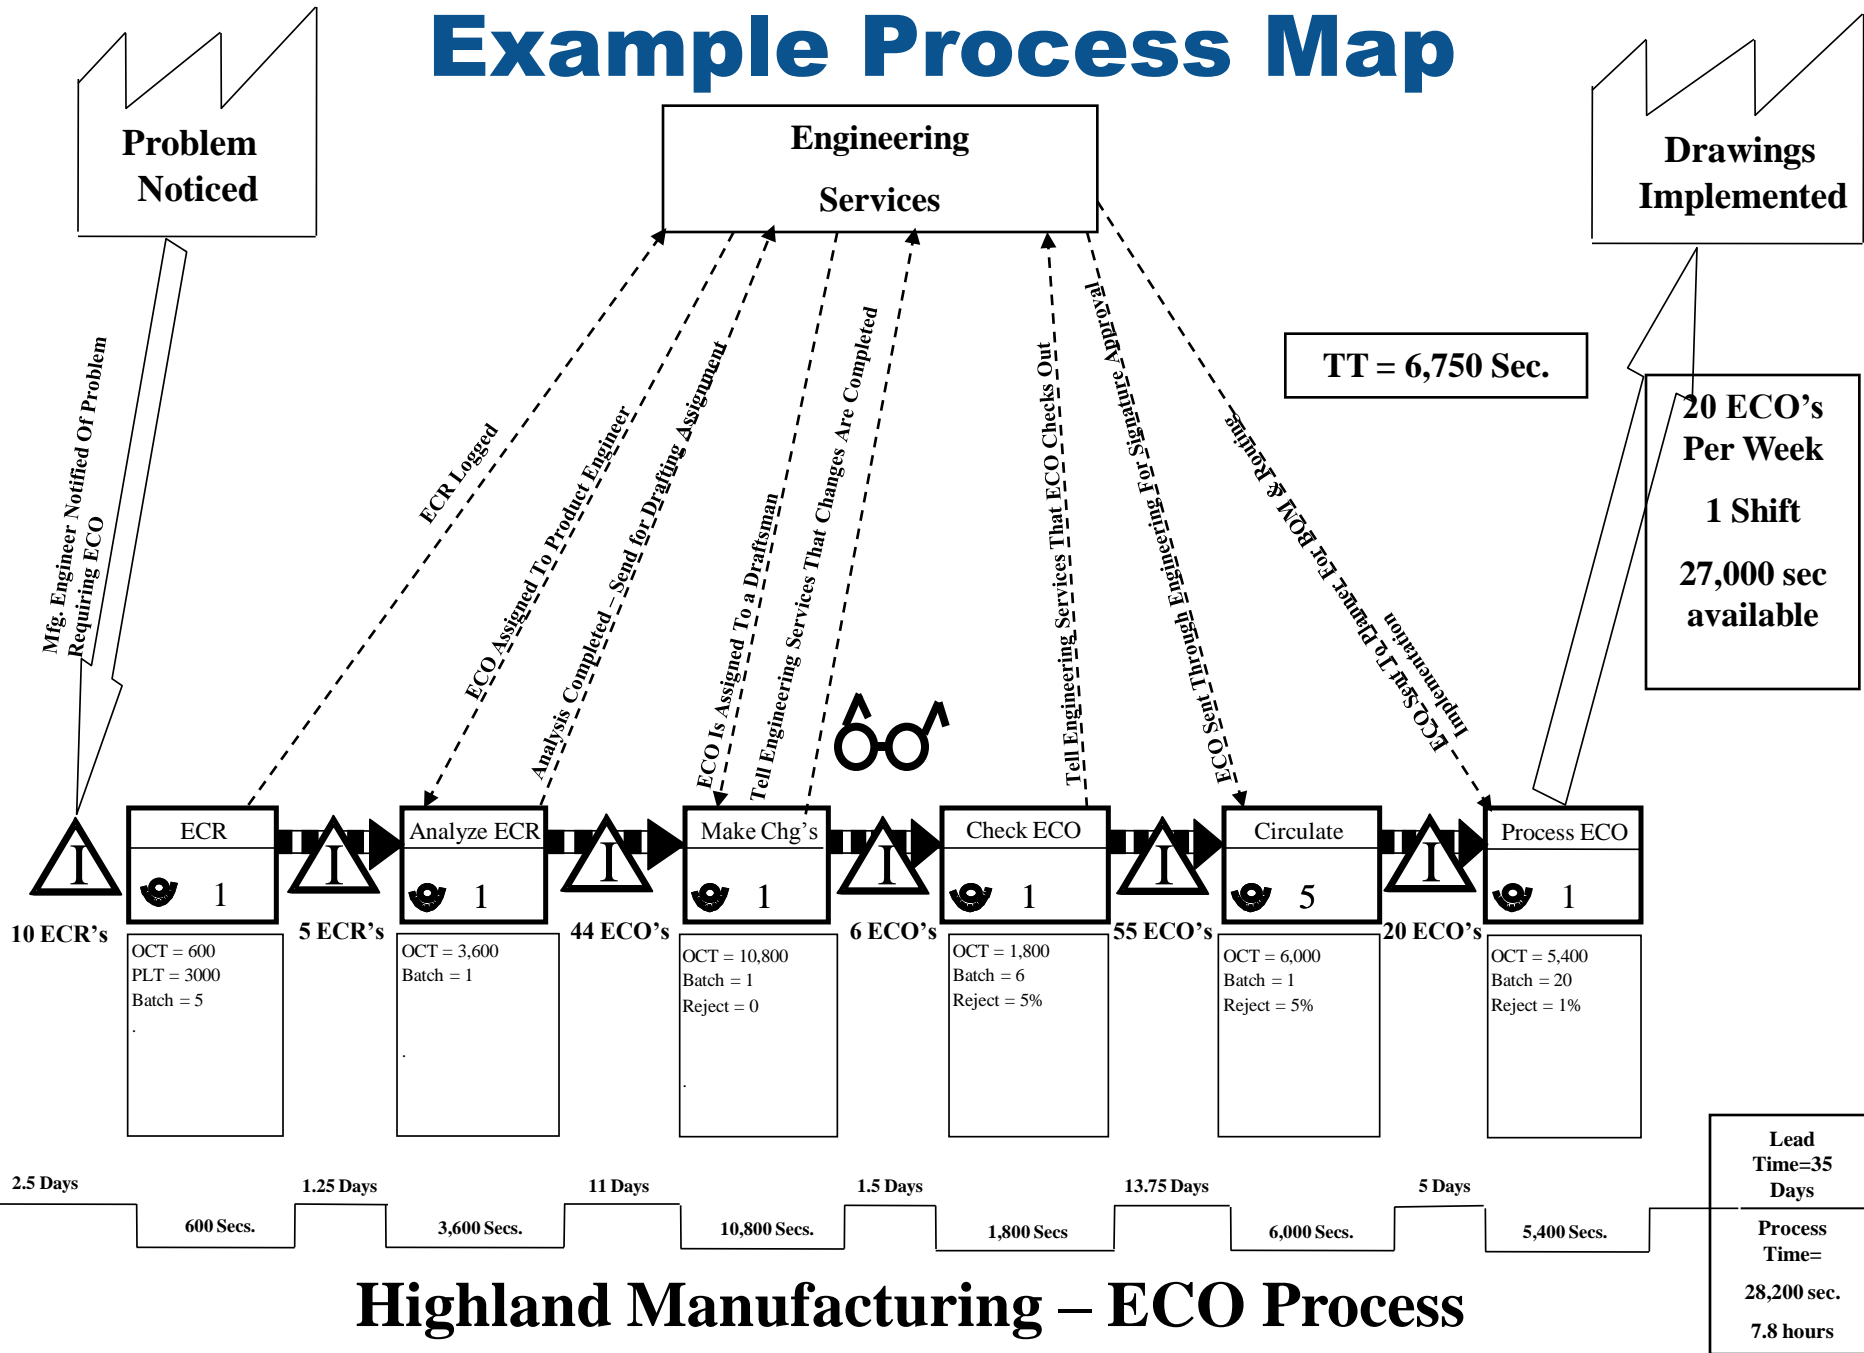 Example Process Map
Problem
Noticed
Engineering
Services
Drawings
Implemented
TT = 6,750 Sec.
20 ECO’s
Per Week
1 Shift
27,000 sec
available
Mfg. Engineer Notified Of Problem
Requiring ECO
ECR Logged
ECO Assigned To Product Engineer
Analysis Completed – Send for Drafting Assignment
ECO Is Assigned To a Draftsman
Tell Engineering Services That Changes Are Completed
Tell Engineering Services That ECO Checks Out
ECO Sent Through Engineering For Signature Approval
ECO Sent To Planner For BOM & Routing
Implementation
I
ECR
1
I
Analyze ECR
1
I
Make Chg’s
1
I
Check ECO
1
I
Circulate
5
I
Process ECO
1
10 ECR’s
5 ECR’s
44 ECO’s
6 ECO’s
55 ECO’s
20 ECO’s
OCT = 600
PLT = 3000
Batch = 5
.
OCT = 3,600
Batch = 1
.
OCT = 10,800
Batch = 1
Reject = 0
.
OCT = 1,800
Batch = 6
Reject = 5%
OCT = 6,000
Batch = 1
Reject = 5%
OCT = 5,400
Batch = 20
Reject = 1%
2.5 Days
600 Secs.
1.25 Days
3,600 Secs.
11 Days
10,800 Secs.
1.5 Days
1,800 Secs
13.75 Days
6,000 Secs.
5 Days
5,400 Secs.
Lead
Time=35
Days
Process
Time=
28,200 sec.
7.8 hours
Highland Manufacturing – ECO Process